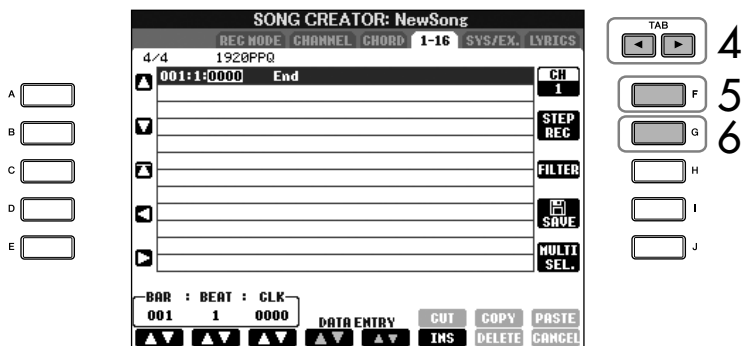 SONG CREATOR: NewSong
REC MODE CHANNEL CHORD 1-16 SYS/EX. LYRICS
4/4 1920PPQ
001:1:0000 End
CH
1
STEP
REC
FILTER
SAVE
MULTI
SEL.
BAR : BEAT : CLK
001 1 0000
DATA ENTRY
CUT COPY PASTE
INS DELETE CANCEL
A
B
C
D
E
TAB
4
F 5
G 6
H
I
J